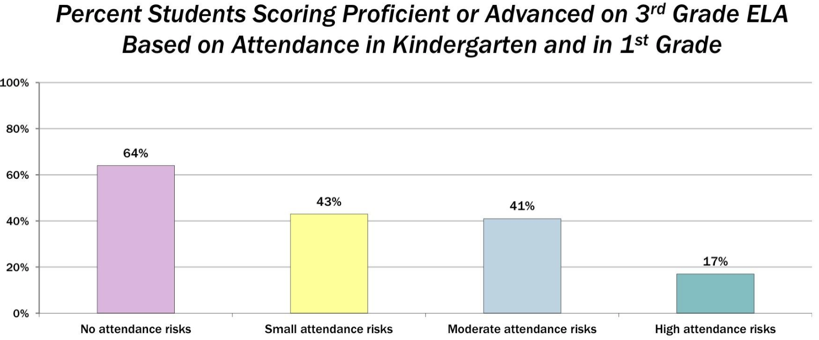 Percent Students Scoring Proficient or Advanced on 3rd Grade ELA
Based on Attendance in Kindergarten and in 1st Grade
100%
80%
60%
40%
20%
0%
64%
43%
41%
17%
No attendance risks
Small attendance risks
Moderate attendance risks
High attendance risks